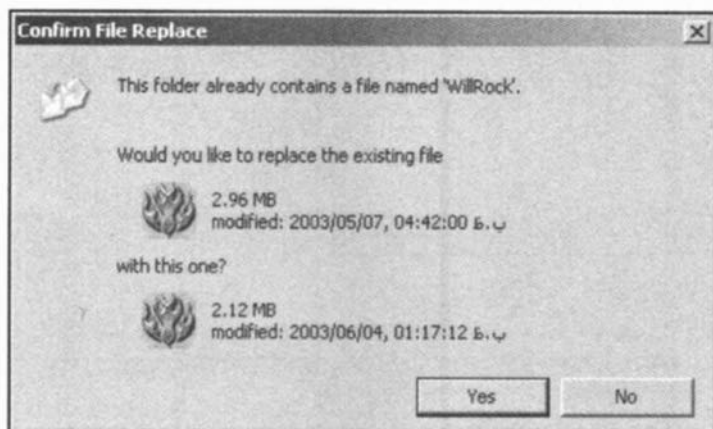 Confirm File Replace
This folder already contains a file named 'WillRock'.
Would you like to replace the existing file
2.96 MB
modified: 2003/05/07, 04:42:00 ب.ظ
with this one?
2.12 MB
modified: 2003/06/04, 01:17:12 ب.ظ
Yes No